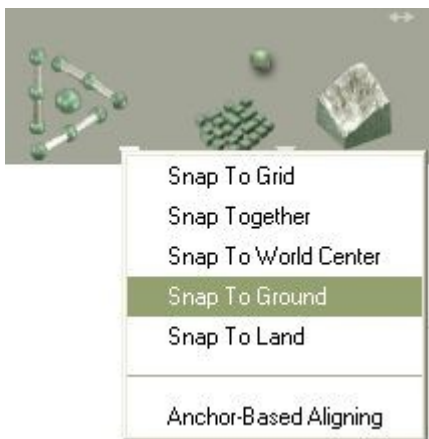 Snap To Grid
Snap Together
Snap To World Center
Snap To Ground
Snap To Land
Anchor-Based Aligning